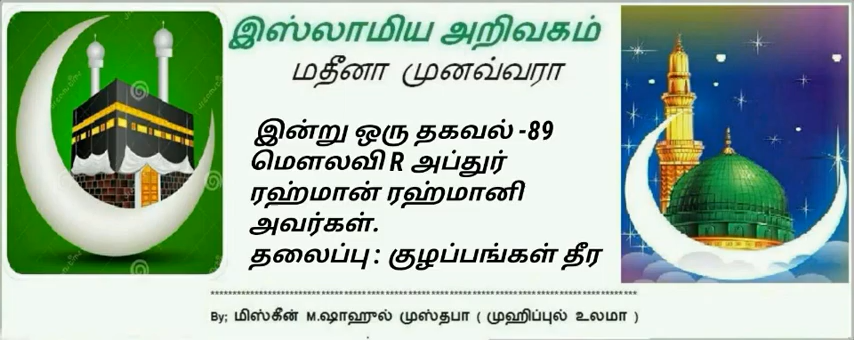 இஸ்லாமிய அறிவகம்
மதீனா முனவ்வரா
இன்று ஒரு தகவல் -89
மௌலவி R அப்துர்
ரஹ்மான் ரஹ்மானி
அவர்கள்.
தலைப்பு : குழப்பங்கள் தீர
By; மிஸ்கீன் M.ஷாஹுல் முஸ்தபா ( முஹிப்புல் உலமா )